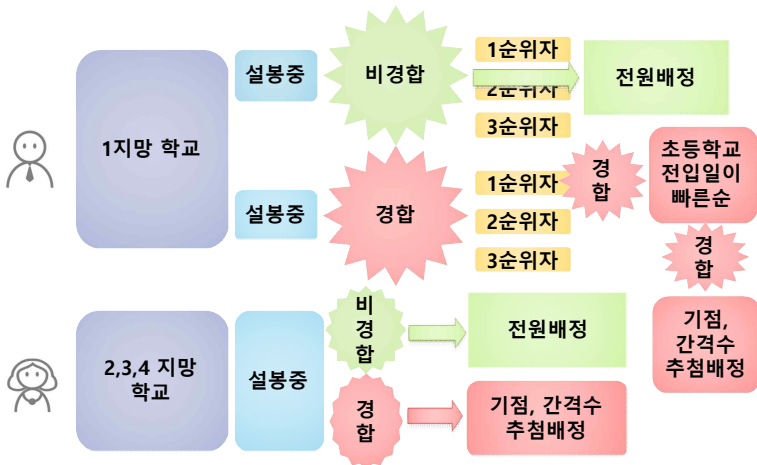 1지망 학교
설봉중
비경합
1순위자
2순위자
3순위자
전원배정
설봉중
경합
1순위자
2순위자
3순위자
경
합
초등학교
전입일이
빠른순
경
합
기점,
간격수
추첨배정
2,3,4 지망
학교
설봉중
비
경
합
전원배정
경
합
기점, 간격수
추첨배정